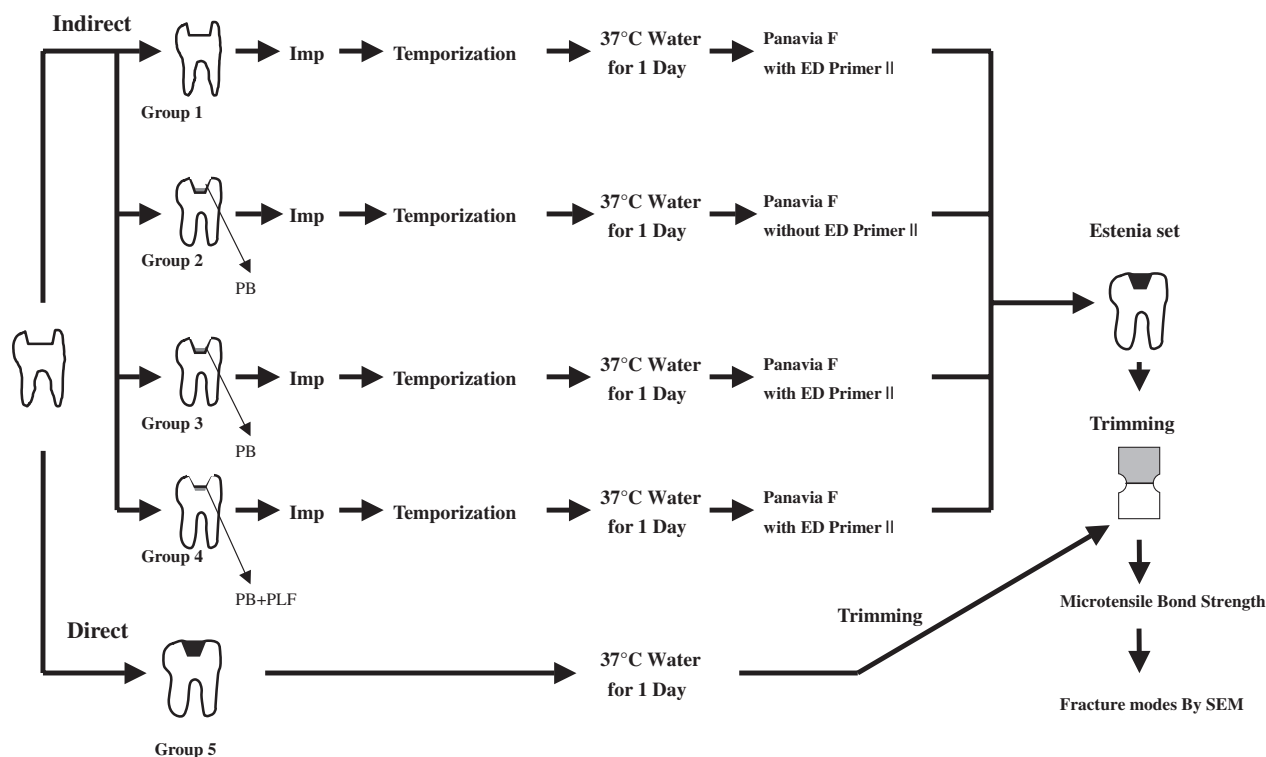 Indirect
Group 1
Imp
Temporization
37°C Water
for 1 Day
Panavia F
with ED Primer II
Group 2
PB
Imp
Temporization
37°C Water
for 1 Day
Panavia F
without ED Primer II
Group 3
PB
Imp
Temporization
37°C Water
for 1 Day
Panavia F
with ED Primer II
Group 4
PB+PLF
Imp
Temporization
37°C Water
for 1 Day
Panavia F
with ED Primer II
Direct
Group 5
37°C Water
for 1 Day
Trimming
Estenia set
Trimming
Microtensile Bond Strength
Fracture modes By SEM